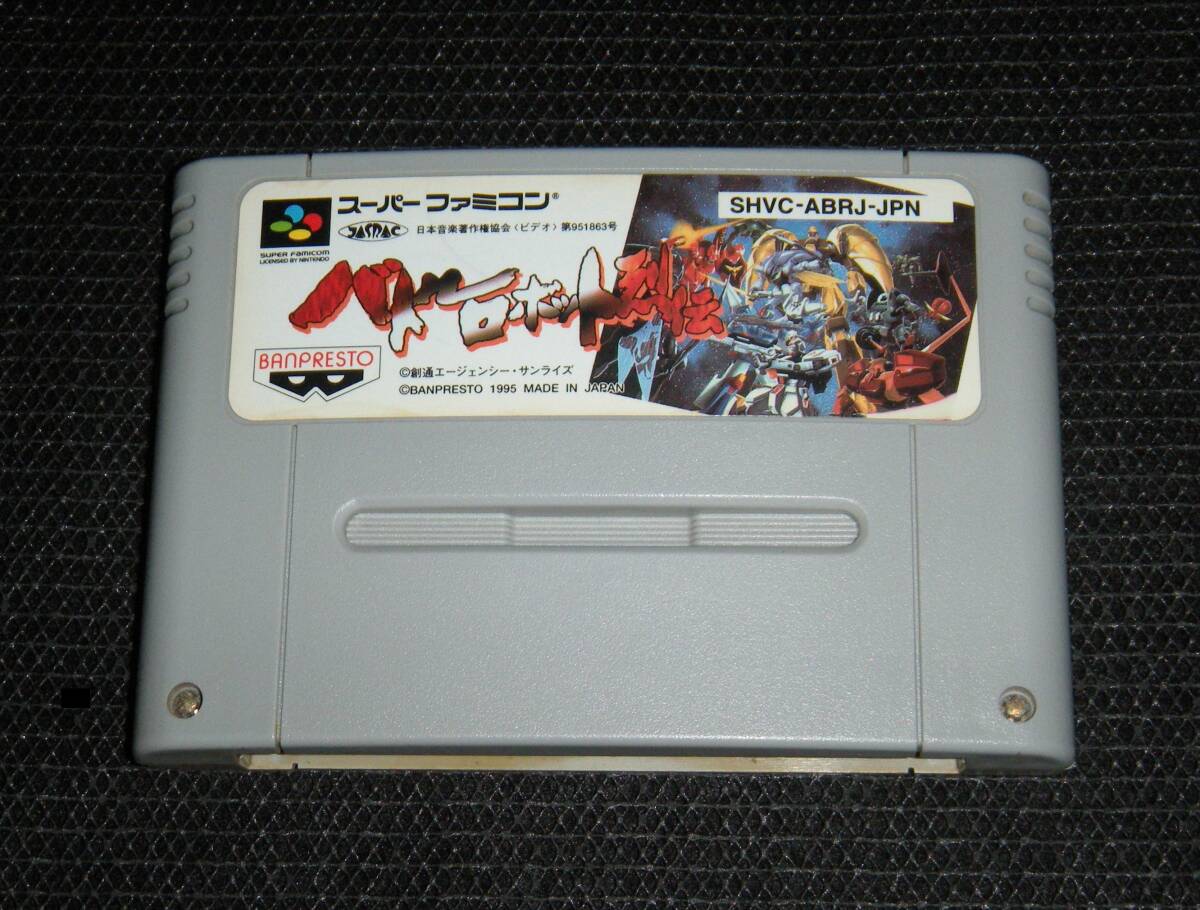 スーパーファミコン®
SHVC-ABRJ-JPN
JASRAC 日本音楽著作権協会〈ビデオ〉第951863号
SUPER FAMICOM
LICENSED BY NINTENDO
バトルロボット烈伝
BANPRESTO
©創通エージェンシー・サンライズ
©BANPRESTO 1995 MADE IN JAPAN